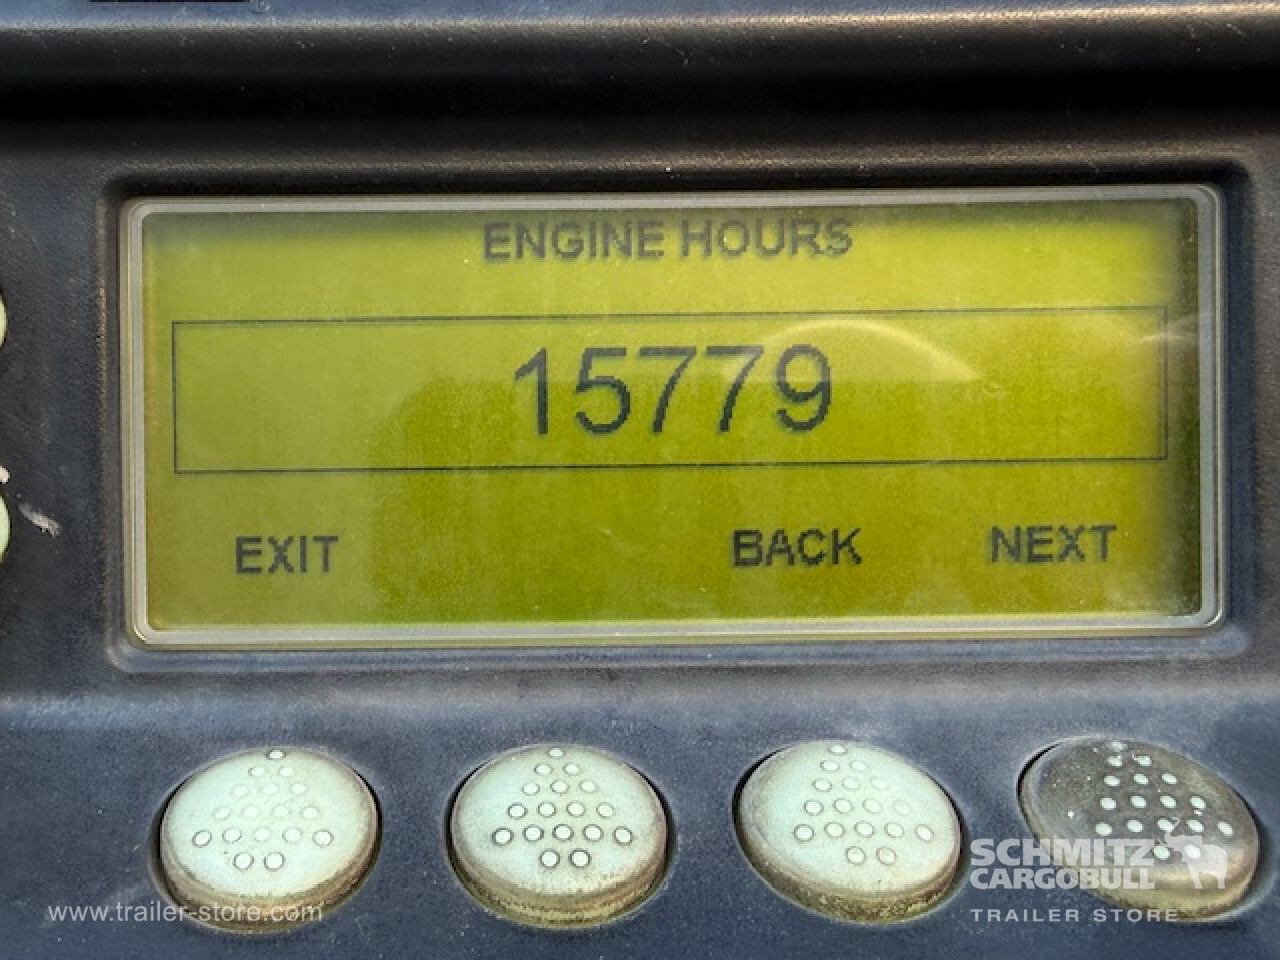 ENGINE HOURS
15779
EXIT BACK NEXT
SCHMITZ
CARGOBULL
www.trailer-store.com
TRAILER STORE